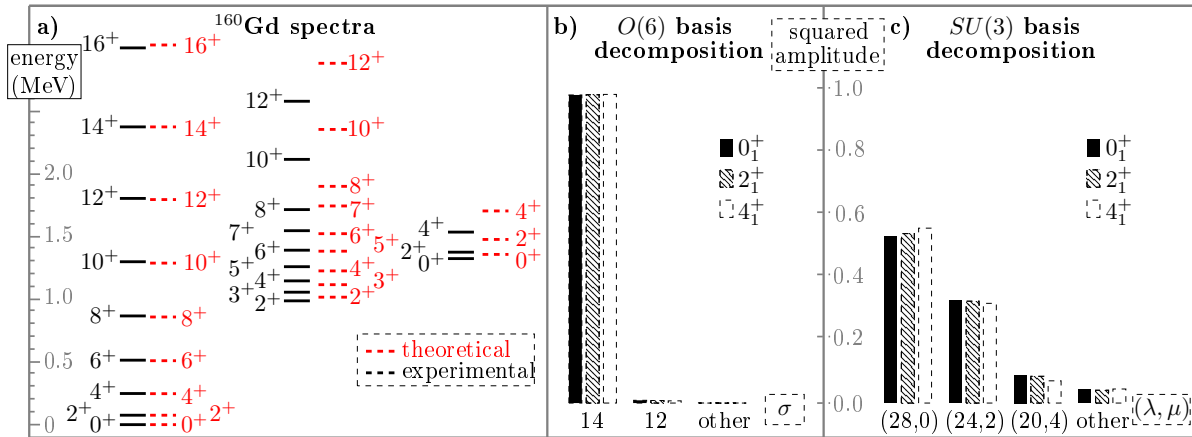 a)
¹⁶⁰Gd spectra
energy
(MeV)
2.0
1.5
1.0
0.5
0
16⁺ 16⁺
14⁺ 14⁺
12⁺ 12⁺
10⁺ 10⁺
8⁺ 8⁺
6⁺ 6⁺
4⁺ 4⁺
2⁺ 2⁺
0⁺ 0⁺
12⁺
12⁺
10⁺
10⁺
8⁺
8⁺ 7⁺
7⁺ 6⁺
6⁺ 5⁺
5⁺ 4⁺
4⁺ 3⁺
3⁺
2⁺ 2⁺
4⁺ 4⁺
2⁺ 2⁺
0⁺ 0⁺
theoretical
experimental
b) O(6) basis
decomposition
squared
amplitude
0₁⁺
2₁⁺
4₁⁺
14 12 other σ
c) SU(3) basis
decomposition
1.0
0.8
0.6
0.4
0.2
0.0
0₁⁺
2₁⁺
4₁⁺
(28,0) (24,2) (20,4) other (λ, μ)